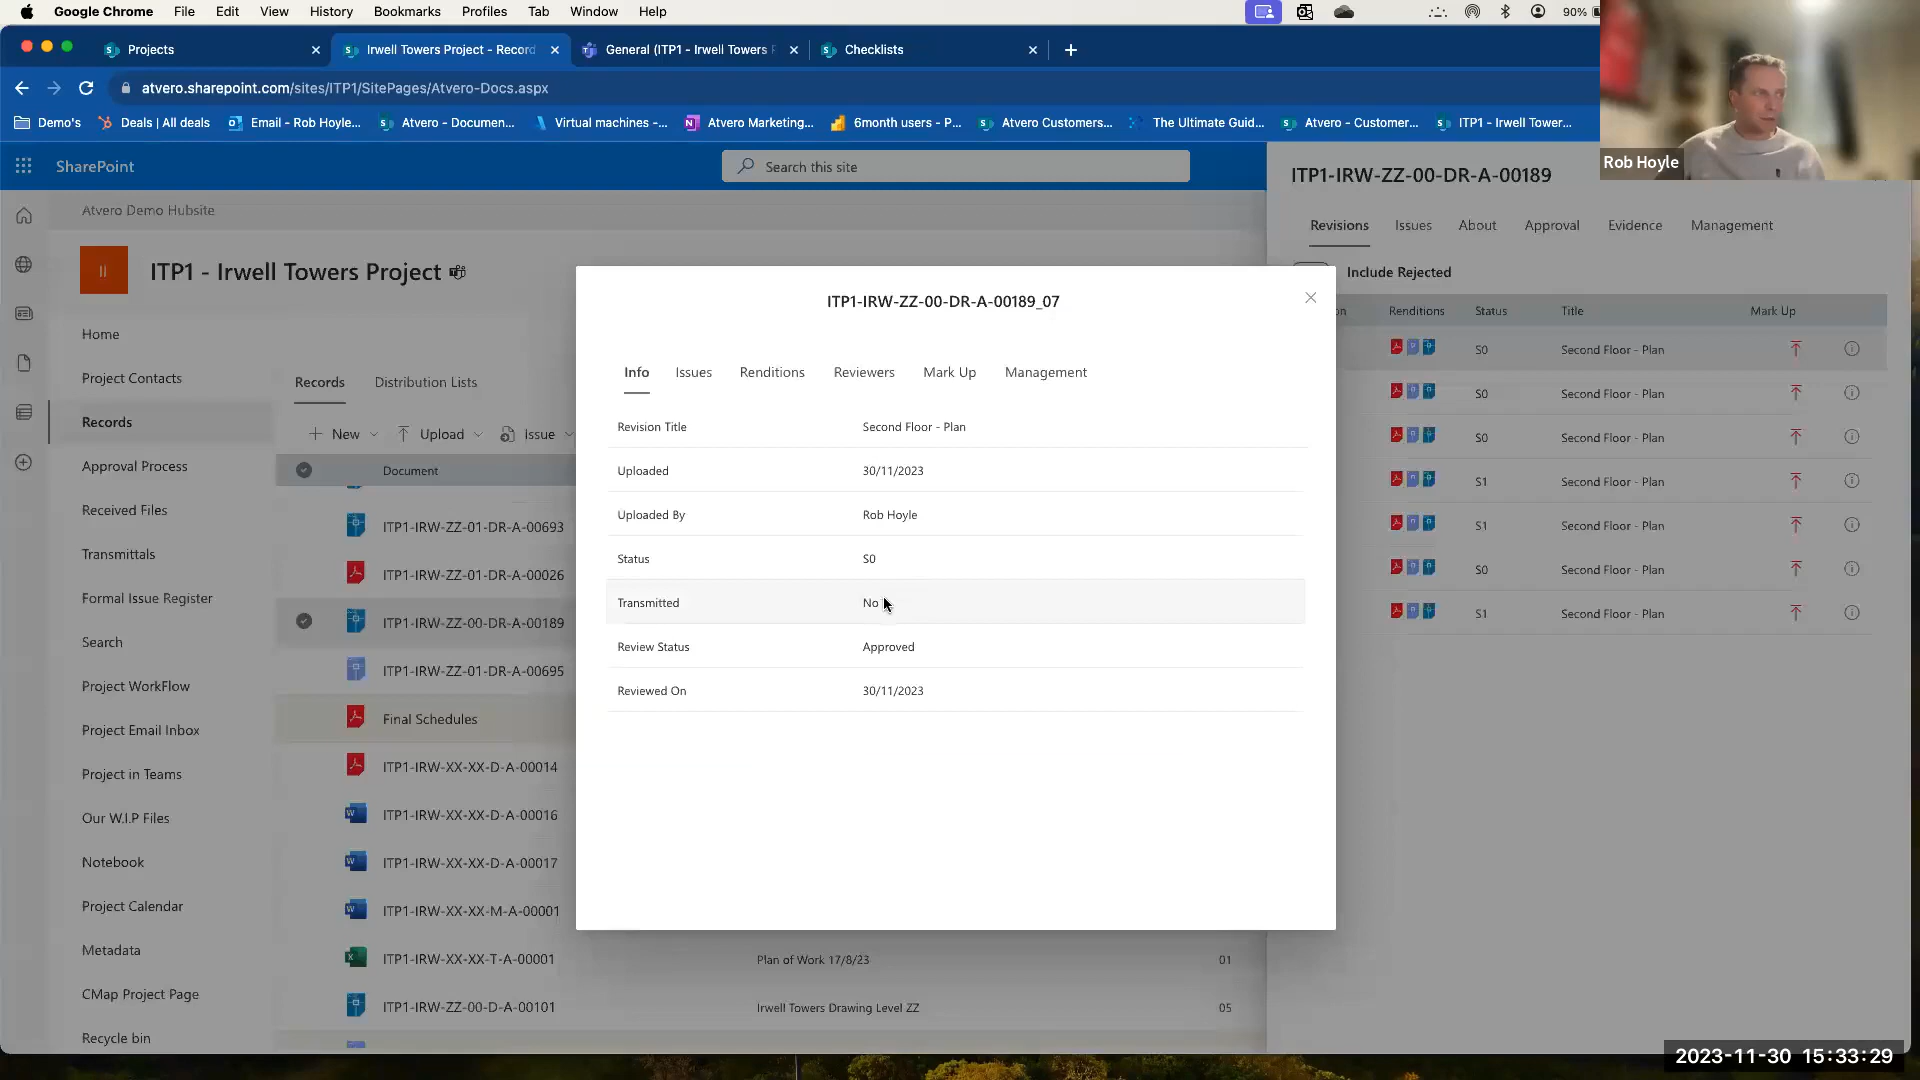 Google Chrome File Edit View History Bookmarks Profiles Tab Window Help 90%
Projects Irwell Towers Project - Record General (ITP1 - Irwell Towers P Checklists
atvero.sharepoint.com/sites/ITP1/SitePages/Atvero-Docs.aspx
Demo's Deals | All deals Email - Rob Hoyle... Atvero - Documen... Virtual machines -... Atvero Marketing... 6month users - P... Atvero Customers... The Ultimate Guid... Atvero - Customer... ITP1 - Irwell Tower...
Rob Hoyle
SharePoint Search this site
ITP1-IRW-ZZ-00-DR-A-00189
Atvero Demo Hubsite
Revisions Issues About Approval Evidence Management
II ITP1 - Irwell Towers Project
Include Rejected
on Renditions Status Title Mark Up
S0 Second Floor - Plan
S0 Second Floor - Plan
S0 Second Floor - Plan
S1 Second Floor - Plan
S1 Second Floor - Plan
S0 Second Floor - Plan
S1 Second Floor - Plan
Home
Project Contacts
Records
Approval Process
Received Files
Transmittals
Formal Issue Register
Search
Project WorkFlow
Project Email Inbox
Project in Teams
Our W.I.P Files
Notebook
Project Calendar
Metadata
CMap Project Page
Recycle bin
Records Distribution Lists
New Upload Issue
Document
ITP1-IRW-ZZ-01-DR-A-00693
ITP1-IRW-ZZ-01-DR-A-00026
ITP1-IRW-ZZ-00-DR-A-00189
ITP1-IRW-ZZ-01-DR-A-00695
Final Schedules
ITP1-IRW-XX-XX-D-A-00014
ITP1-IRW-XX-XX-D-A-00016
ITP1-IRW-XX-XX-D-A-00017
ITP1-IRW-XX-XX-M-A-00001
ITP1-IRW-XX-XX-T-A-00001 Plan of Work 17/8/23 01
ITP1-IRW-ZZ-00-D-A-00101 Irwell Towers Drawing Level ZZ 05
ITP1-IRW-ZZ-00-DR-A-00189_07
Info Issues Renditions Reviewers Mark Up Management
Revision Title Second Floor - Plan
Uploaded 30/11/2023
Uploaded By Rob Hoyle
Status S0
Transmitted No
Review Status Approved
Reviewed On 30/11/2023
2023-11-30 15:33:29